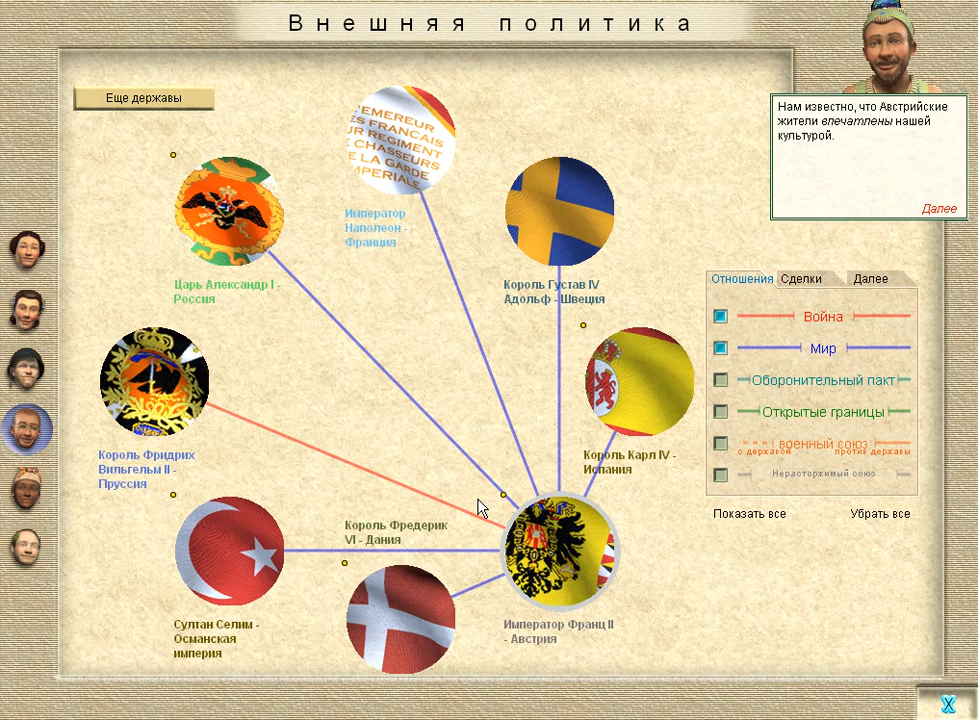 Внешняя политика
Еще державы
Нам известно, что Австрийские
жители впечатлены нашей
культурой.
Далее
'EMEREUR
ES FRANCAIS
UR REGIMENT
CHASSEURS
E LA GARDE
IMPERIALE
Император
Наполеон -
Франция
Царь Александр I -
Россия
Король Густав IV
Адольф - Швеция
Король Фридрих
Вильгельм II -
Пруссия
Король Карл IV -
Испания
Король Фредерик
VI - Дания
Султан Селим -
Османская
империя
Император Франц II
- Австрия
Отношения
Сделки
Далее
Война
Мир
Оборонительный пакт
Открытые границы
военный союз
с державой
против державы
Нерасторжимый союз
Показать все
Убрать все
X